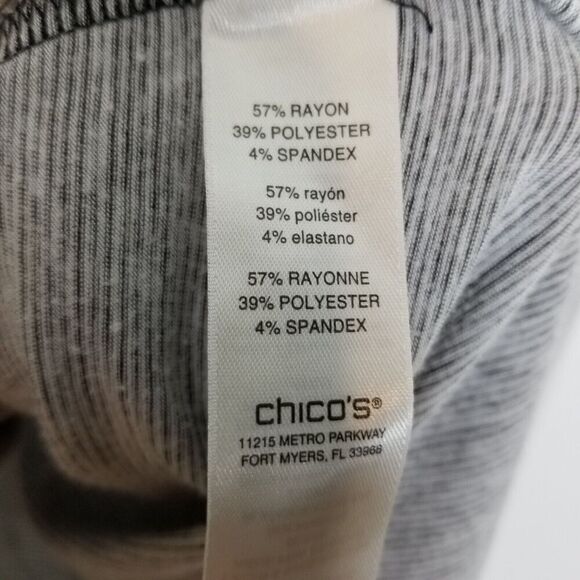 57% RAYON
39% POLYESTER
4% SPANDEX
57% rayón
39% poliéster
4% elastano
57% RAYONNE
39% POLYESTER
4% SPANDEX
chico's®
11215 METRO PARKWAY
FORT MYERS, FL 33966